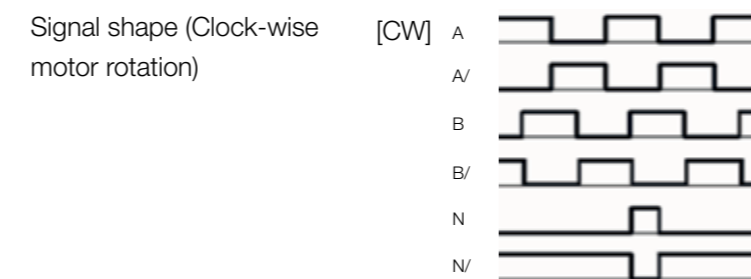 Signal shape (Clock-wise [CW] A
motor rotation)
A/
B
B/
N
N/